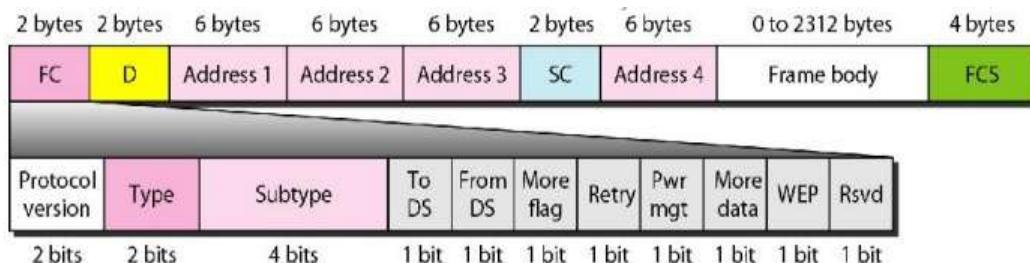 2 bytes 2 bytes 6 bytes 6 bytes 6 bytes 2 bytes 6 bytes 0 to 2312 bytes 4 bytes
FC D Address 1 Address 2 Address 3 SC Address 4 Frame body FCS
Protocol version Type Subtype To DS From DS More flag Retry Pwr mgt More data WEP Rsvd
2 bits 2 bits 4 bits 1 bit 1 bit 1 bit 1 bit 1 bit 1 bit 1 bit 1 bit